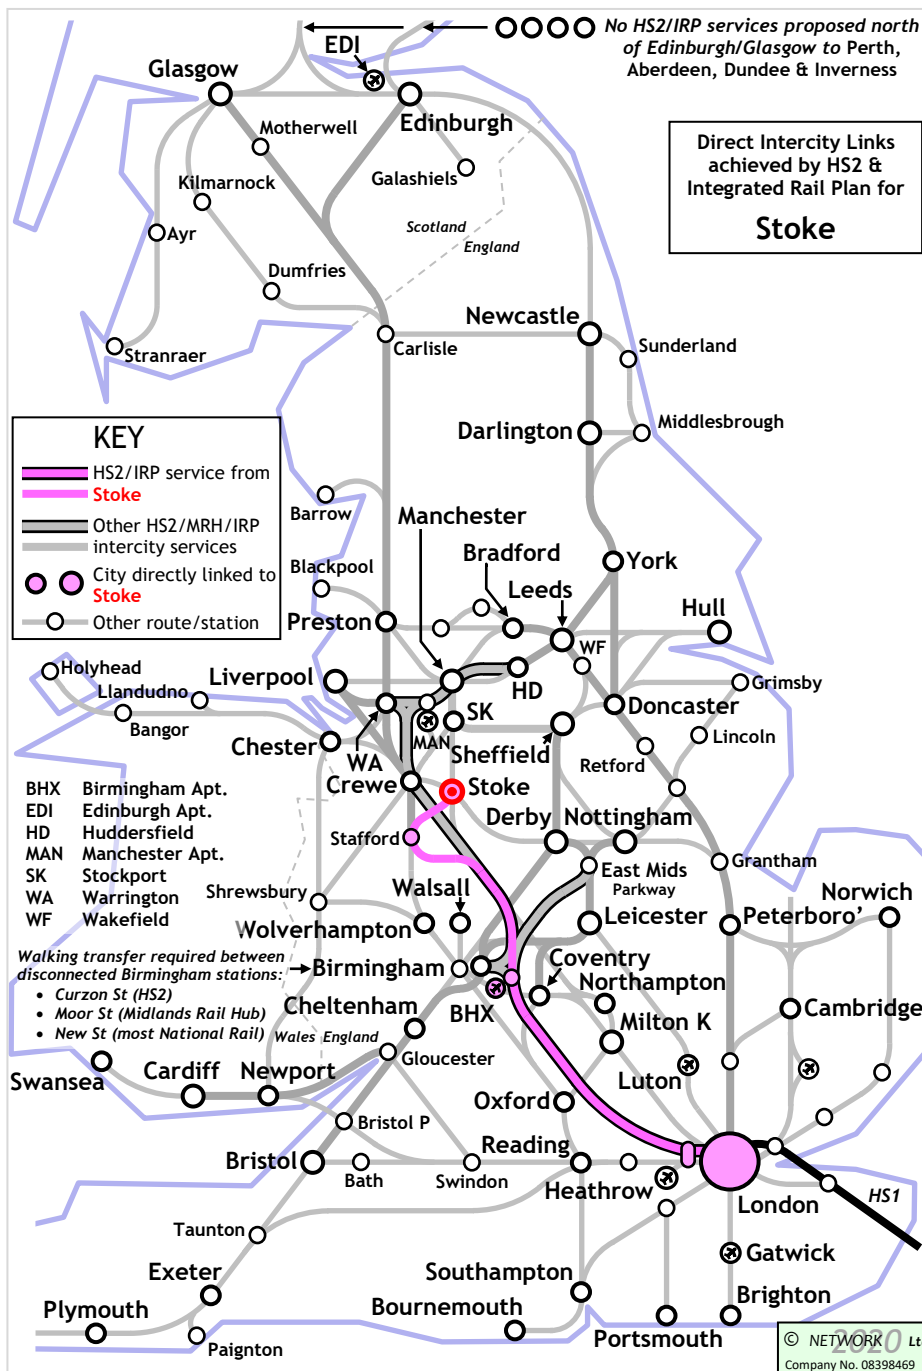 No HS2/IRP services proposed north
of Edinburgh/Glasgow to Perth,
Aberdeen, Dundee & Inverness
EDI
Glasgow
Edinburgh
Motherwell
Galashiels
Kilmarnock
Direct Intercity Links
achieved by HS2 &
Integrated Rail Plan for
Stoke
Ayr
Scotland
England
Dumfries
Newcastle
Carlisle
Sunderland
Stranraer
Middlesbrough
Darlington
KEY
HS2/IRP service from
Stoke
Other HS2/MRH/IRP
intercity services
City directly linked to
Stoke
Other route/station
Barrow
Manchester
Bradford
York
Blackpool
Leeds
Hull
Preston
WF
Holyhead
Llandudno
Bangor
Liverpool
HD
Grimsby
Doncaster
SK
MAN
Lincoln
Chester
WA
Sheffield
Retford
Crewe
Stoke
BHX Birmingham Apt.
EDI Edinburgh Apt.
HD Huddersfield
MAN Manchester Apt.
SK Stockport
WA Warrington
WF Wakefield
Stafford
Derby
Nottingham
Grantham
East Mids
Parkway
Shrewsbury
Walsall
Norwich
Wolverhampton
Leicester
Peterboro'
Walking transfer required between
disconnected Birmingham stations:
• Curzon St (HS2)
• Moor St (Midlands Rail Hub)
• New St (most National Rail)
Birmingham
Coventry
BHX
Northampton
Cheltenham
Milton K
Cambridge
Wales England
Gloucester
Swansea
Cardiff
Newport
Luton
Oxford
Bristol P
Bristol
Reading
Bath
Swindon
Heathrow
London
HS1
Taunton
Gatwick
Exeter
Southampton
Plymouth
Bournemouth
Brighton
Paignton
Portsmouth
© NETWORK 2020 Lt
Company No. 08398469